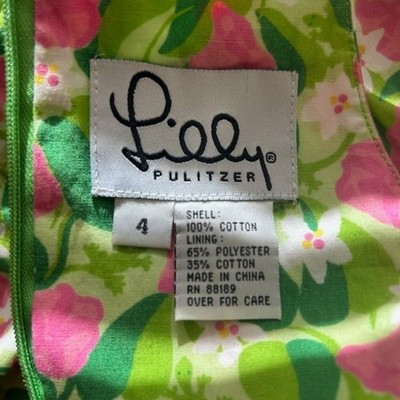 Lilly®
PULITZER
4
SHELL:
100% COTTON
LINING:
65% POLYESTER
35% COTTON
MADE IN CHINA
RN 88189
OVER FOR CARE